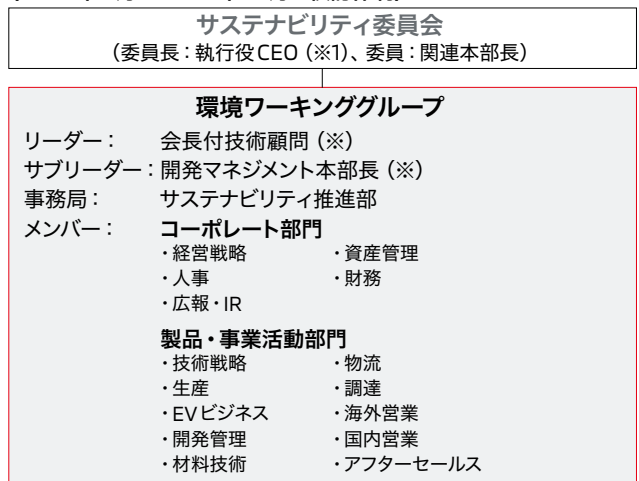 サステナビリティ委員会
（委員長：執行役CEO（※1）、委員：関連本部長）
環境ワーキンググループ
リーダー： 会長付技術顧問（※）
サブリーダー：開発マネジメント本部長（※）
事務局： サステナビリティ推進部
メンバー： コーポレート部門
・経営戦略 ・資産管理
・人事 ・財務
・広報・IR
製品・事業活動部門
・技術戦略 ・物流
・生産 ・調達
・EVビジネス ・海外営業
・開発管理 ・国内営業
・材料技術 ・アフターセールス